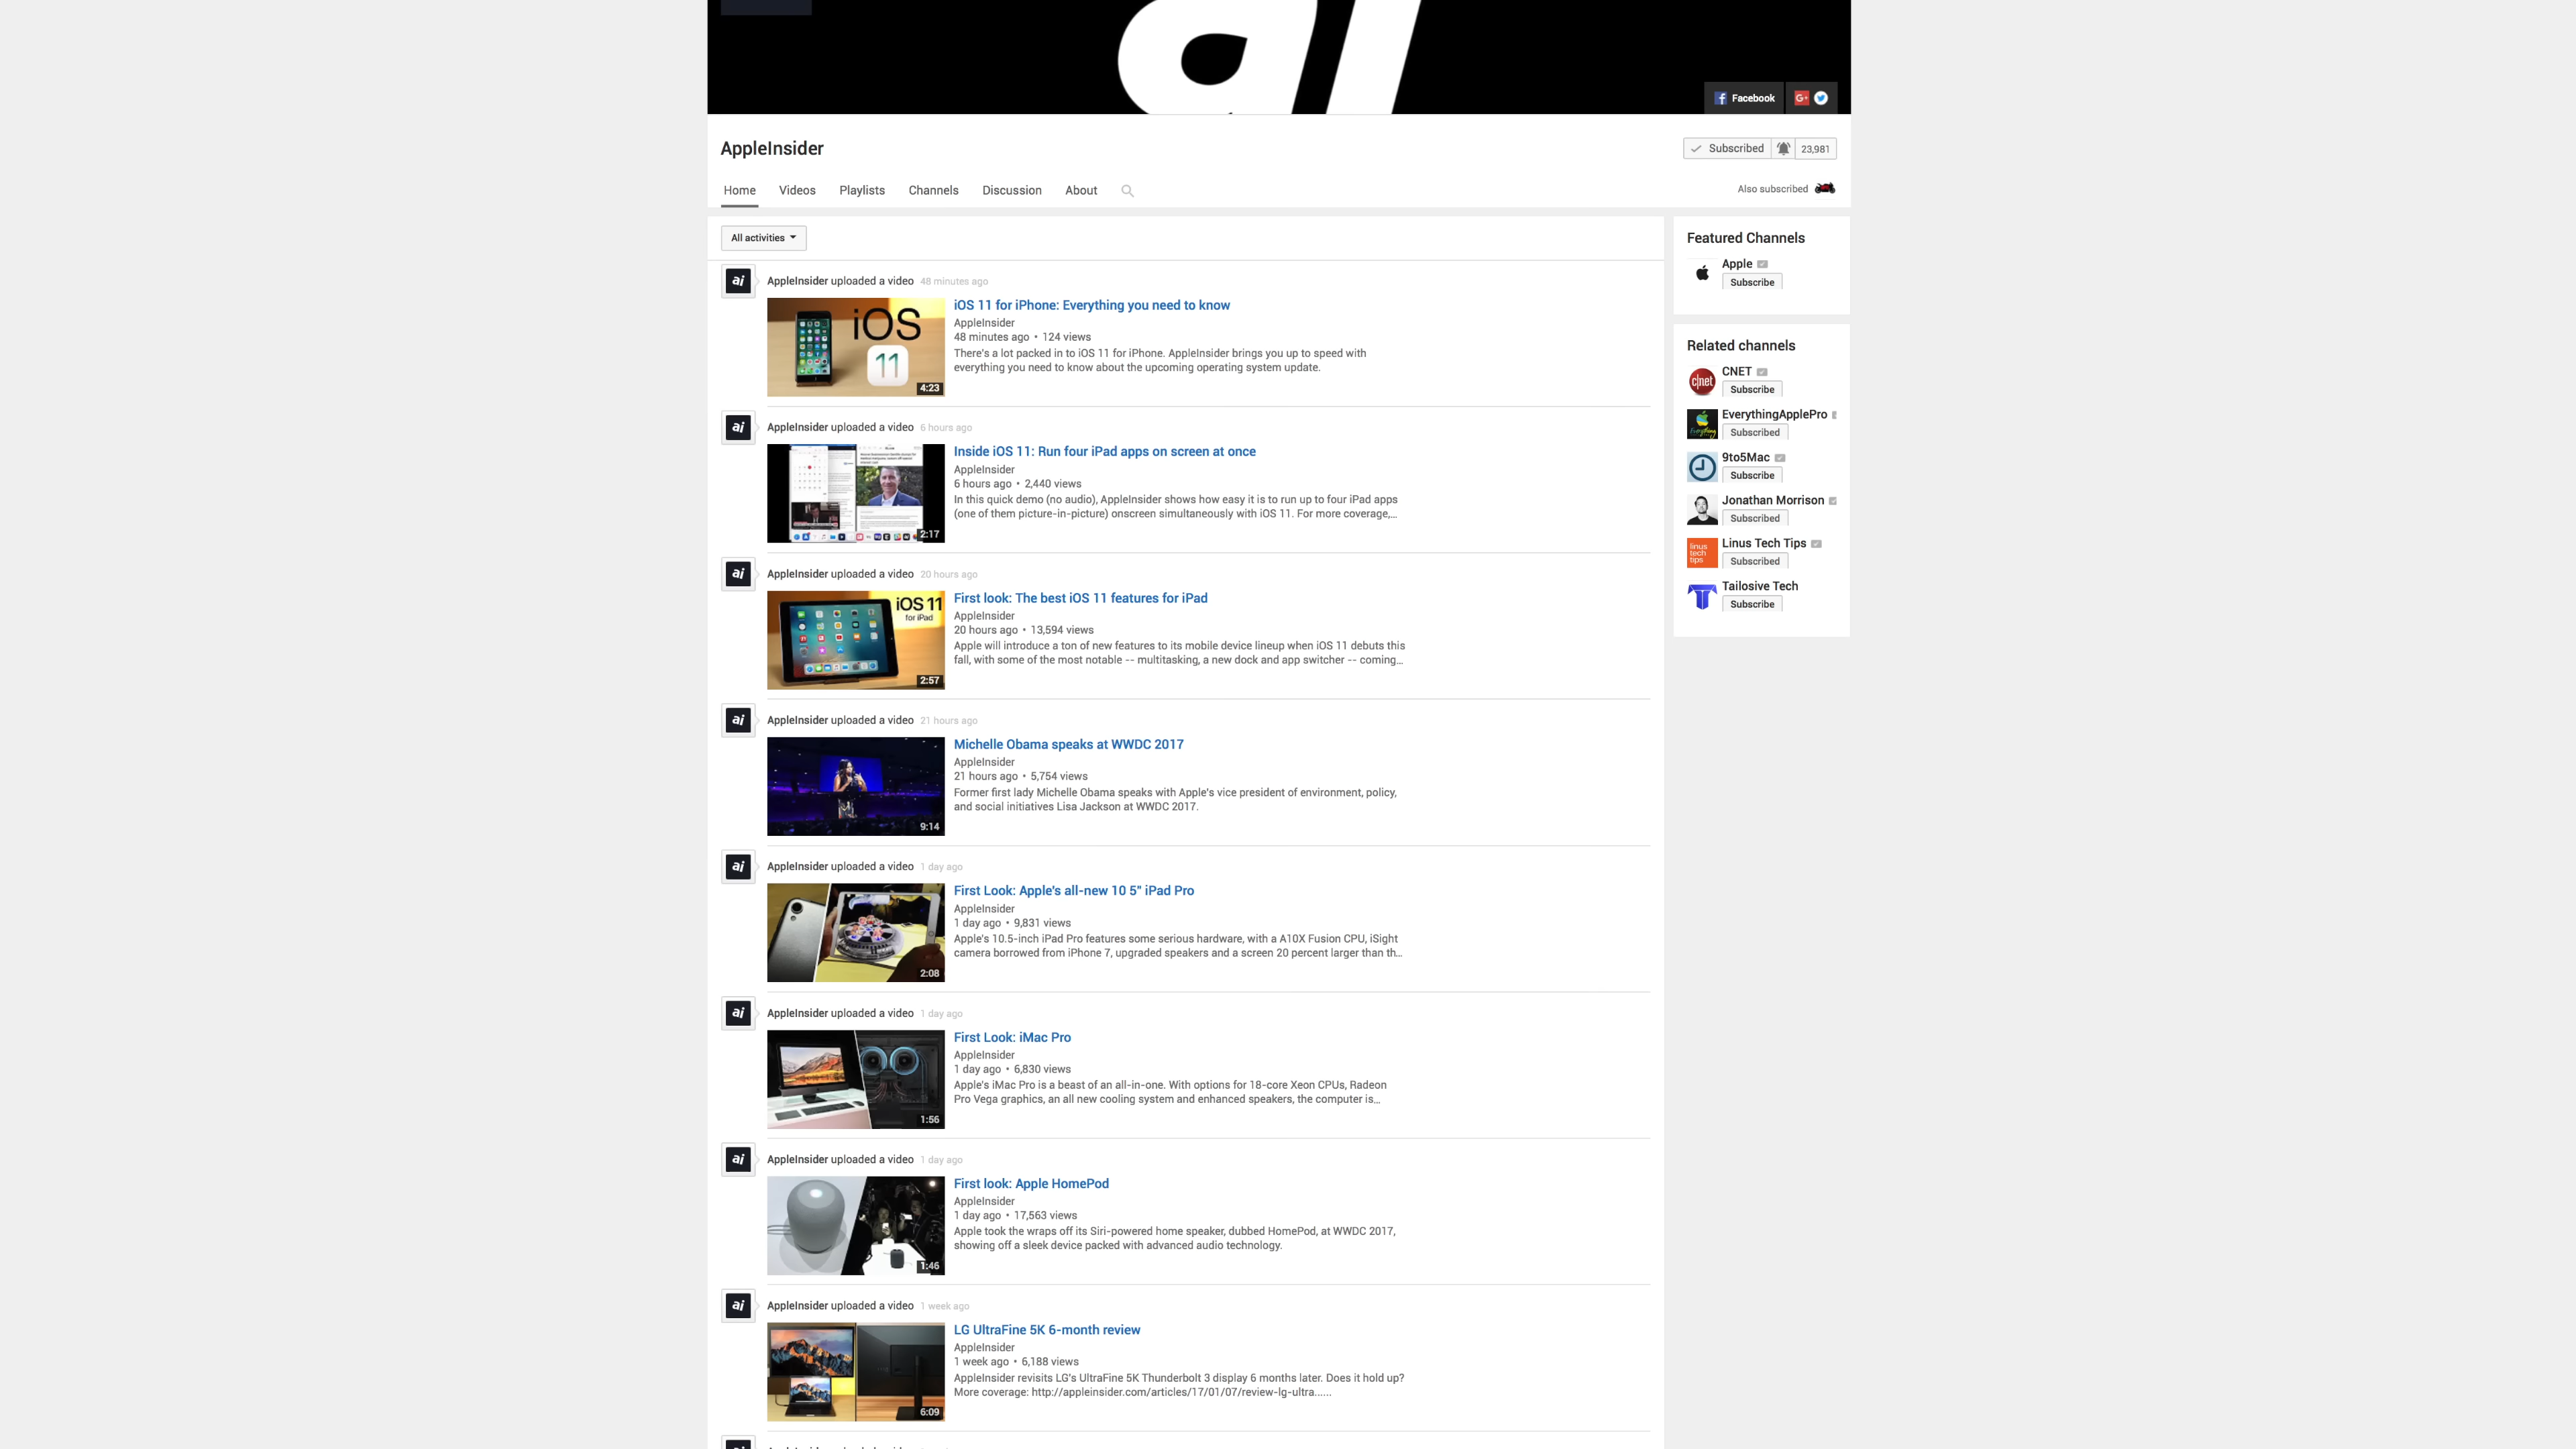 ai
Facebook
G+
AppleInsider
Subscribed
23,981
Home
Videos
Playlists
Channels
Discussion
About
Also subscribed
All activities
ai
AppleInsider uploaded a video 48 minutes ago
iOS
11
4:23
iOS 11 for iPhone: Everything you need to know
AppleInsider
48 minutes ago • 124 views
There's a lot packed in to iOS 11 for iPhone. AppleInsider brings you up to speed with
everything you need to know about the upcoming operating system update.
ai
AppleInsider uploaded a video 6 hours ago
2:17
Inside iOS 11: Run four iPad apps on screen at once
AppleInsider
6 hours ago • 2,440 views
In this quick demo (no audio), AppleInsider shows how easy it is to run up to four iPad apps
(one of them picture-in-picture) onscreen simultaneously with iOS 11. For more coverage,...
ai
AppleInsider uploaded a video 20 hours ago
iOS 11
for iPad
2:57
First look: The best iOS 11 features for iPad
AppleInsider
20 hours ago • 13,594 views
Apple will introduce a ton of new features to its mobile device lineup when iOS 11 debuts this
fall, with some of the most notable -- multitasking, a new dock and app switcher -- coming...
ai
AppleInsider uploaded a video 21 hours ago
9:14
Michelle Obama speaks at WWDC 2017
AppleInsider
21 hours ago • 5,754 views
Former first lady Michelle Obama speaks with Apple's vice president of environment, policy,
and social initiatives Lisa Jackson at WWDC 2017.
ai
AppleInsider uploaded a video 1 day ago
2:08
First Look: Apple's all-new 10 5" iPad Pro
AppleInsider
1 day ago • 9,831 views
Apple's 10.5-inch iPad Pro features some serious hardware, with a A10X Fusion CPU, iSight
camera borrowed from iPhone 7, upgraded speakers and a screen 20 percent larger than th...
ai
AppleInsider uploaded a video 1 day ago
1:56
First Look: iMac Pro
AppleInsider
1 day ago • 6,830 views
Apple's iMac Pro is a beast of an all-in-one. With options for 18-core Xeon CPUs, Radeon
Pro Vega graphics, an all new cooling system and enhanced speakers, the computer is...
ai
AppleInsider uploaded a video 1 day ago
1:46
First look: Apple HomePod
AppleInsider
1 day ago • 17,563 views
Apple took the wraps off its Siri-powered home speaker, dubbed HomePod, at WWDC 2017,
showing off a sleek device packed with advanced audio technology.
ai
AppleInsider uploaded a video 1 week ago
6:09
LG UltraFine 5K 6-month review
AppleInsider
1 week ago • 6,188 views
AppleInsider revisits LG's UltraFine 5K Thunderbolt 3 display 6 months later. Does it hold up?
More coverage: http://appleinsider.com/articles/17/01/07/review-lg-ultra......
Featured Channels
Apple
Subscribe
Related channels
c|net
CNET
Subscribe
Everything
EverythingApplePro
Subscribed
9to5Mac
Subscribe
Jonathan Morrison
Subscribed
linus
tech
tips
Linus Tech Tips
Subscribed
Tailosive Tech
Subscribe